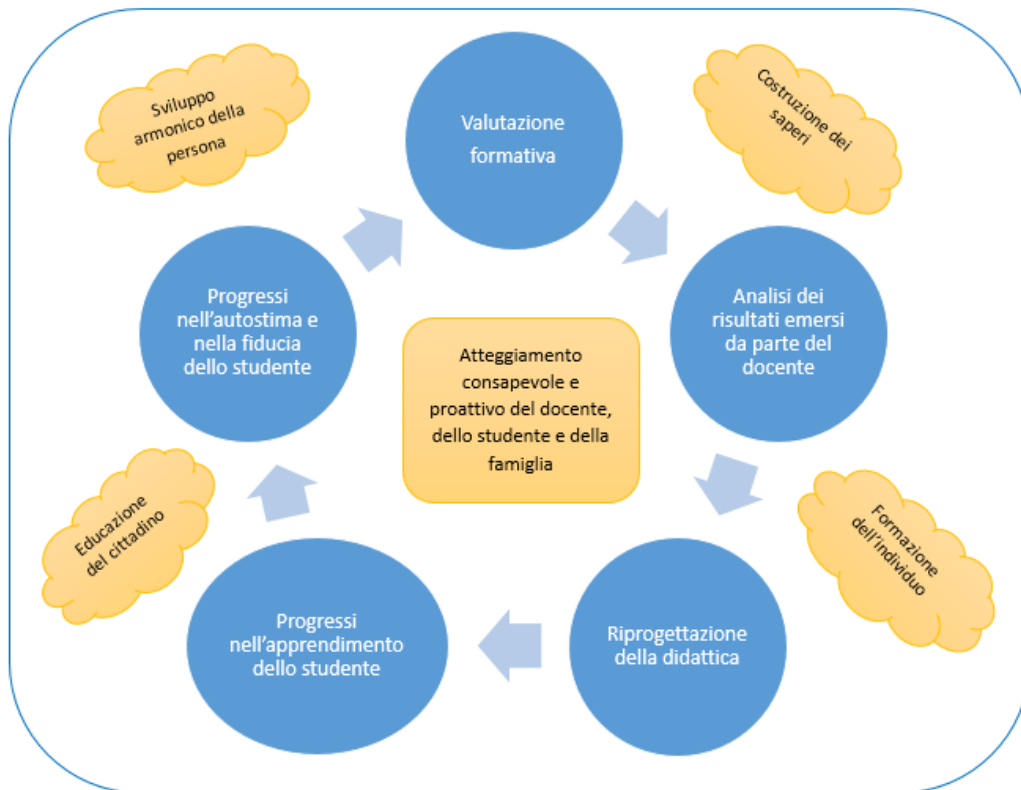 Sviluppo
armonico della
persona
Valutazione
formativa
Costruzione dei
saperi
Progressi
nell'autostima e
nella fiducia
dello studente
Atteggiamento
consapevole e
proattivo del docente,
dello studente e della
famiglia
Analisi dei
risultati emersi
da parte del
docente
Educazione
del cittadino
Formazione
dell'individuo
Progressi
nell'apprendimento
dello studente
Riprogettazione
della didattica